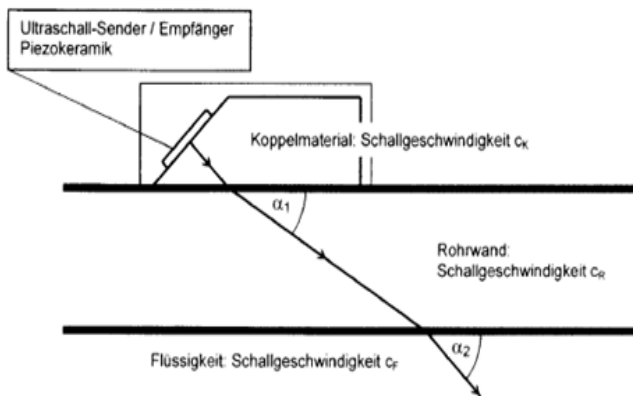 Ultraschall-Sender / Empfänger
Piezokeramik
Koppelmaterial: Schallgeschwindigkeit cK
α1
Rohrwand:
Schallgeschwindigkeit cR
α2
Flüssigkeit: Schallgeschwindigkeit cF